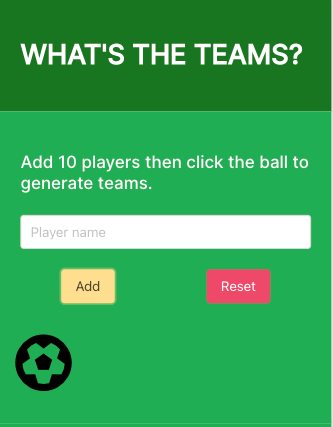 WHAT'S THE TEAMS?
Add 10 players then click the ball to
generate teams.
Player name
Add
Reset